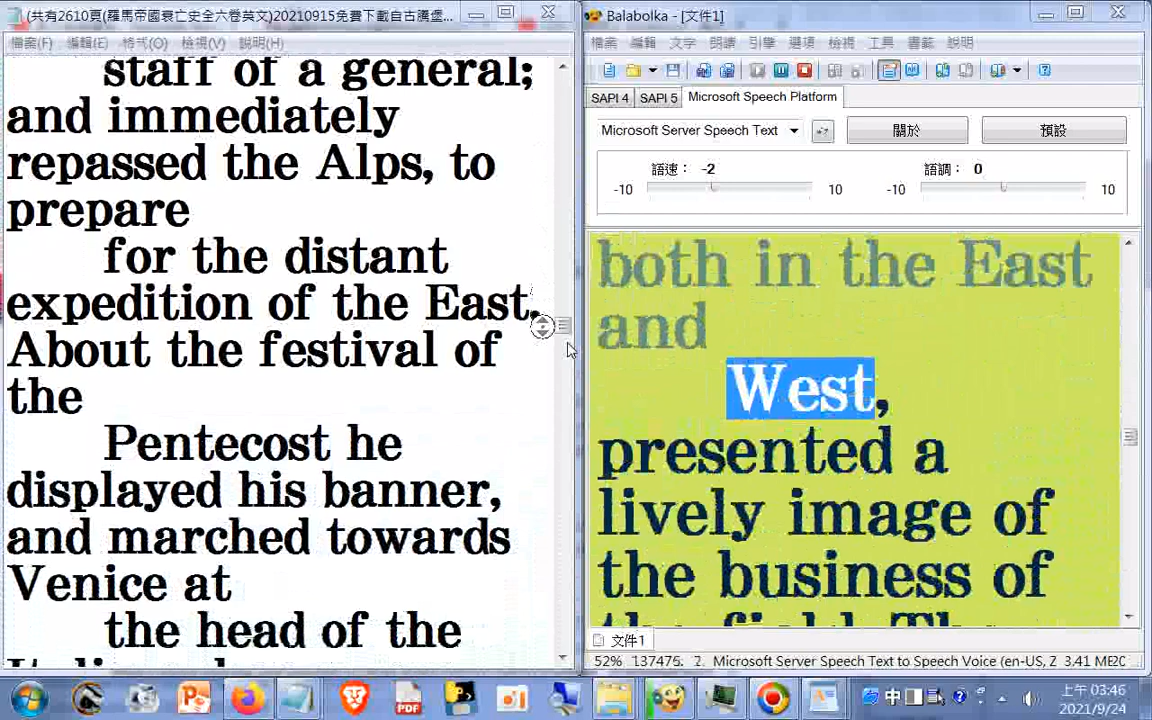 (共有2610頁(羅馬帝國衰亡史全六卷英文)20210915免費下載自古騰堡...
檔案(F) 編輯(E) 格式(O) 檢視(V) 說明(H)
staff of a general;
and immediately
repassed the Alps, to
prepare
for the distant
expedition of the East.
About the festival of
the
Pentecost he
displayed his banner,
and marched towards
Venice at
the head of the
Balabolka - [文件1]
檔案 編輯 文字 朗讀 引擎 選項 檢視 工具 書籤 說明
SAPI 4 SAPI 5 Microsoft Speech Platform
Microsoft Server Speech Text 關於 預設
語速： -2 語調： 0
-10 10 -10 10
both in the East
and
West,
presented a
lively image of
the business of
the field. The
文件1
52% 137475. 2. Microsoft Server Speech Text to Speech Voice (en-US, Z 3.41 ME20
中
上午 03:46
2021/9/24